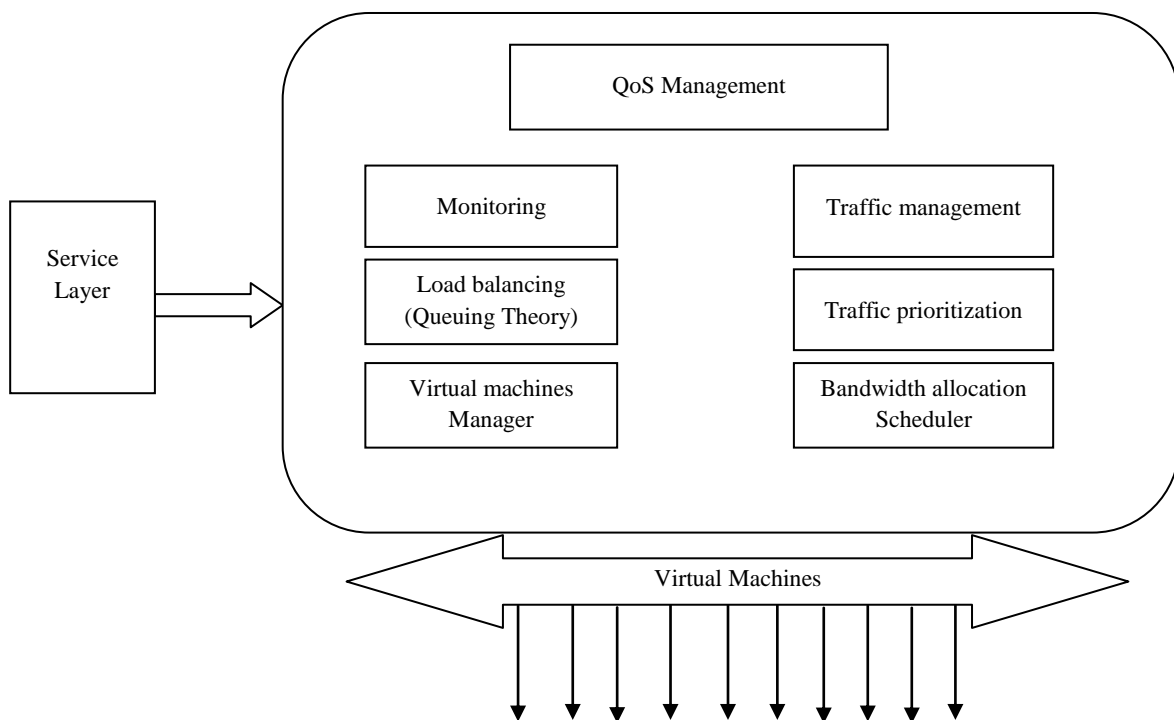 QoS Management
Monitoring
Traffic management
Service
Layer
Load balancing
(Queuing Theory)
Traffic prioritization
Virtual machines
Manager
Bandwidth allocation
Scheduler
Virtual Machines